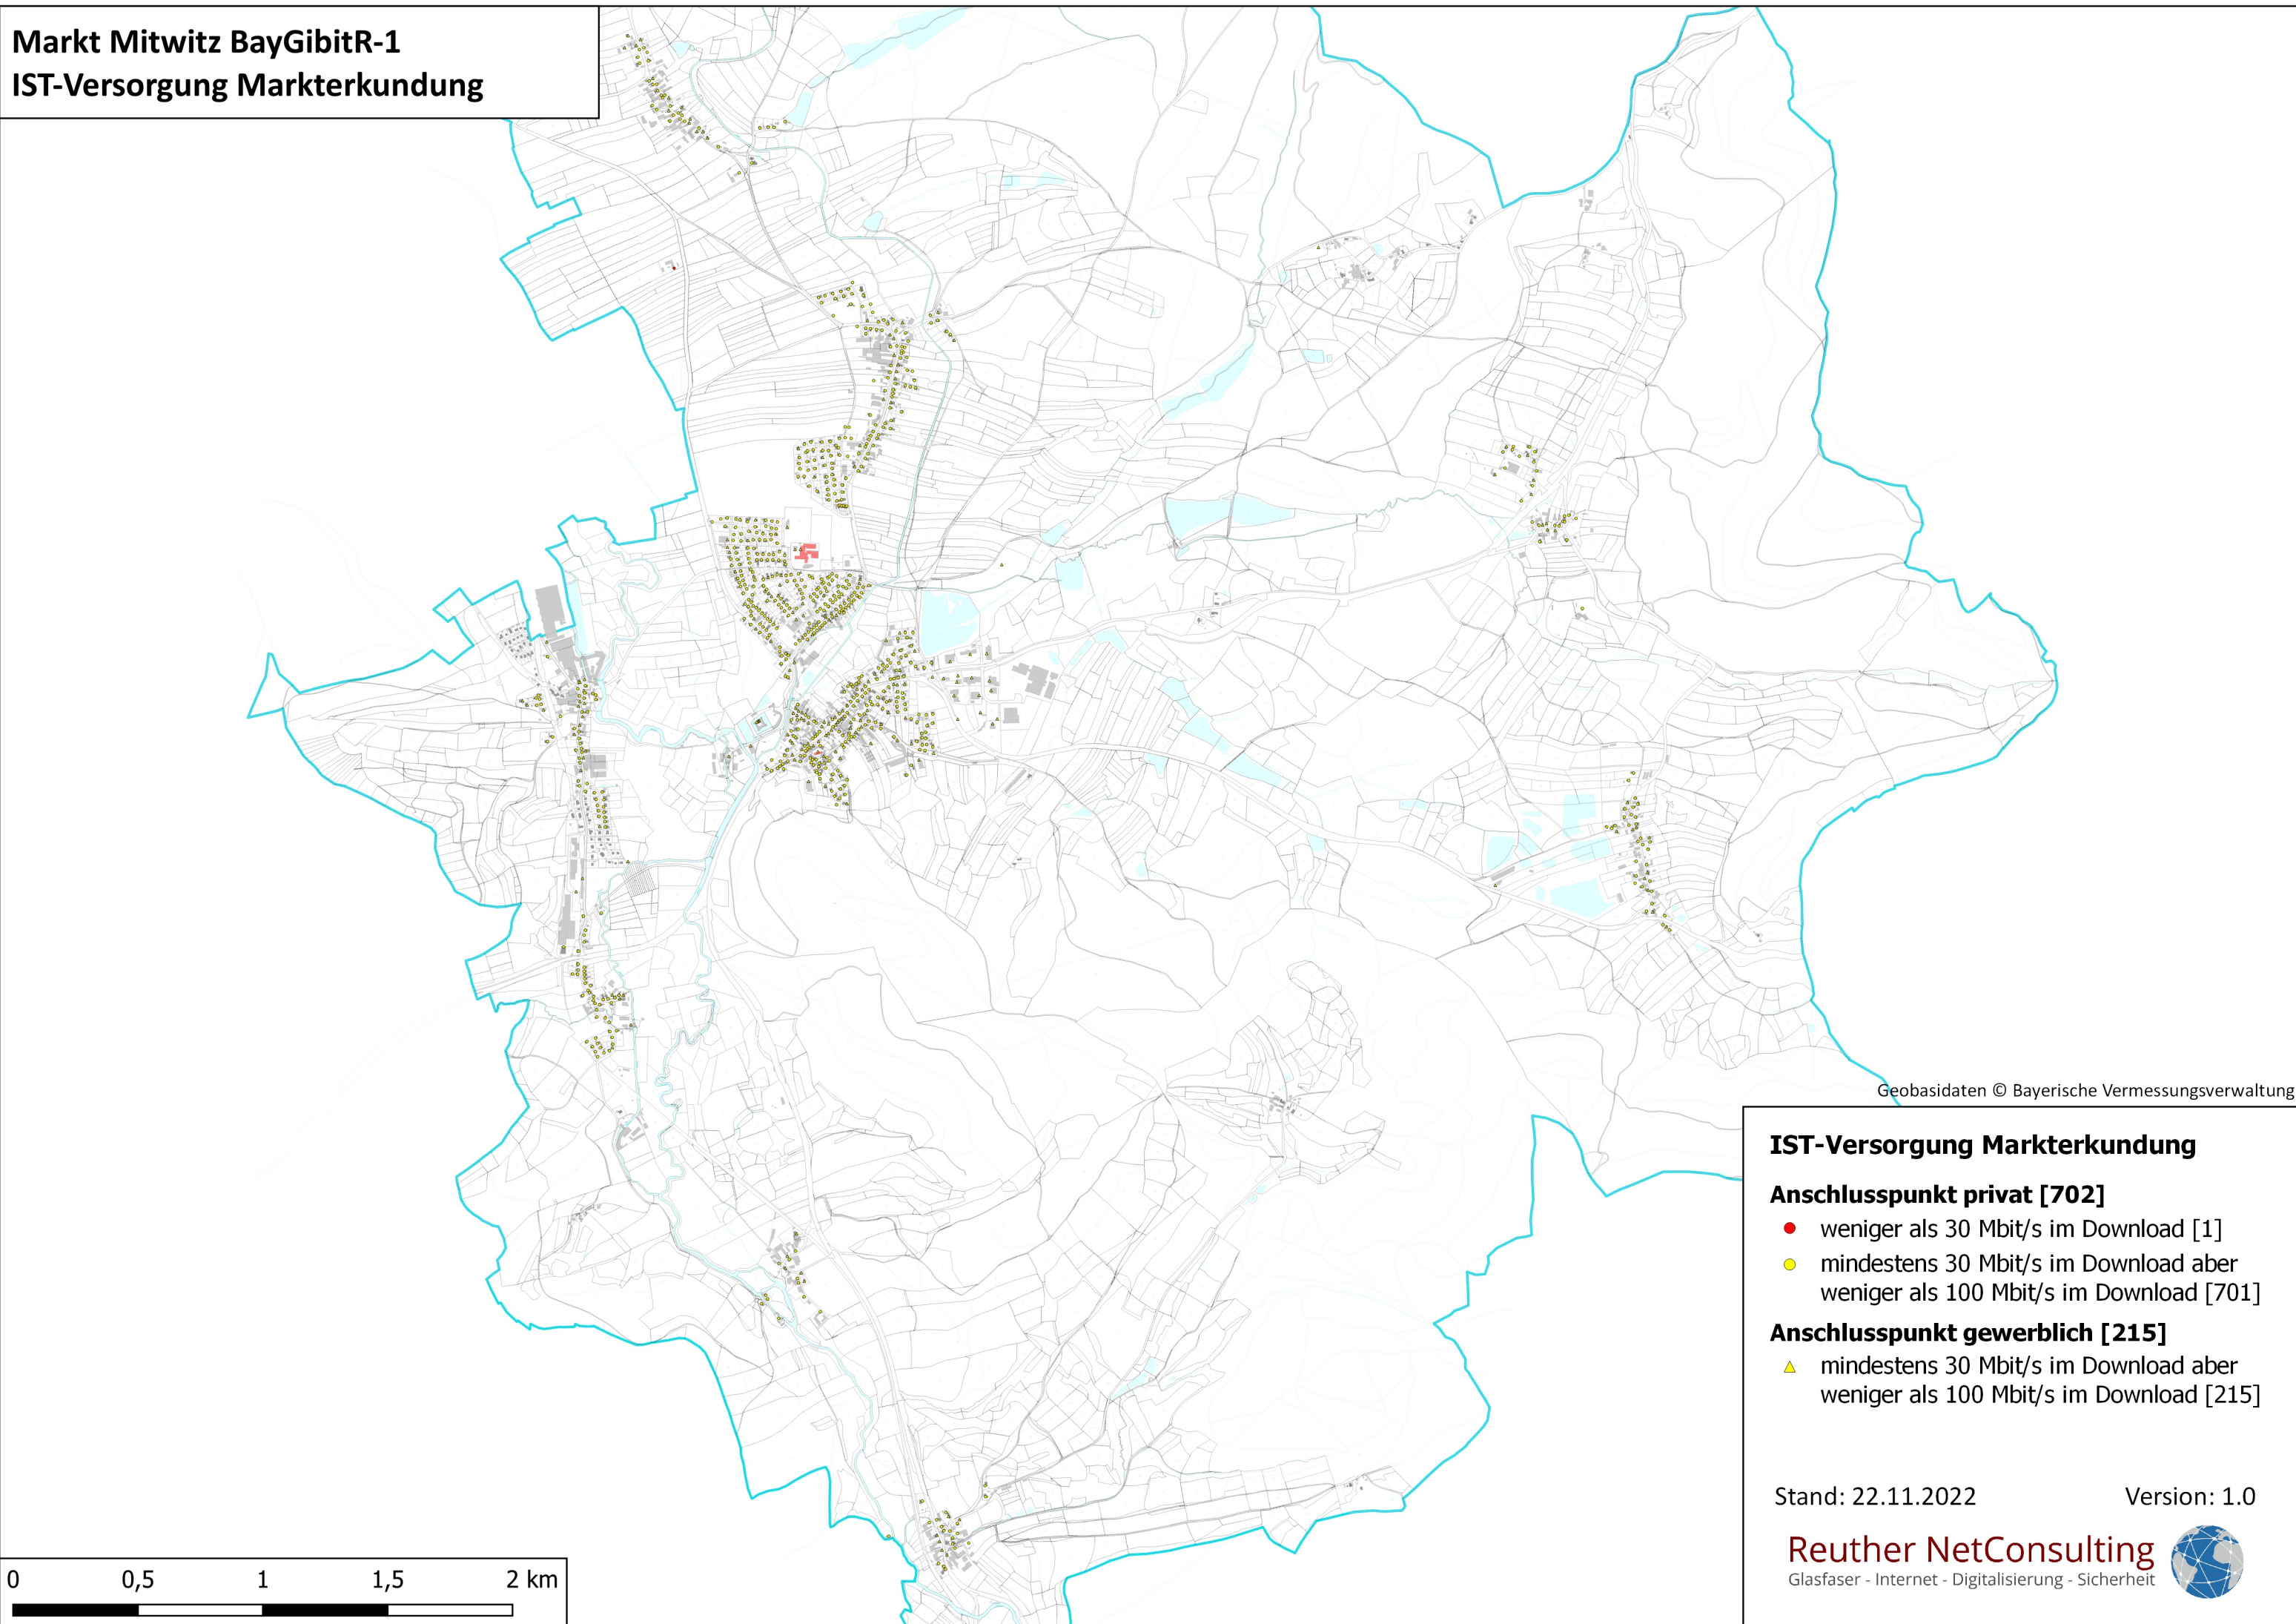 Markt Mitwitz BayGibitR-1
IST-Versorgung Markterkundung
Geobasidaten © Bayerische Vermessungsverwaltung
IST-Versorgung Markterkundung
Anschlusspunkt privat [702]
weniger als 30 Mbit/s im Download [1]
mindestens 30 Mbit/s im Download aber
weniger als 100 Mbit/s im Download [701]
Anschlusspunkt gewerblich [215]
mindestens 30 Mbit/s im Download aber
weniger als 100 Mbit/s im Download [215]
Stand: 22.11.2022 Version: 1.0
Reuther NetConsulting
Glasfaser - Internet - Digitalisierung - Sicherheit
0 0,5 1 1,5 2 km